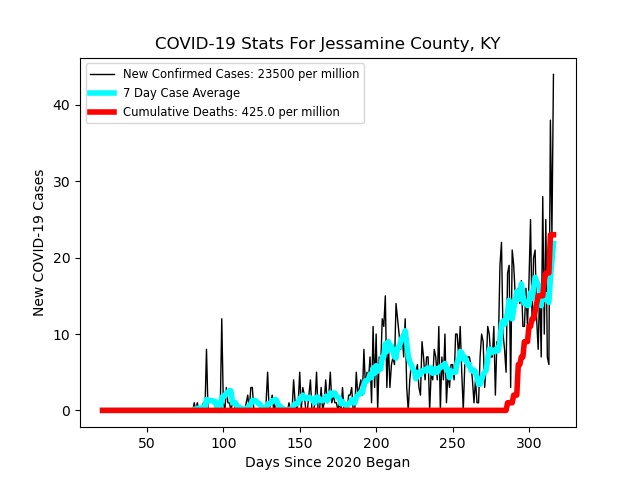 COVID-19 Stats For Jessamine County, KY
New Confirmed Cases: 23500 per million
7 Day Case Average
Cumulative Deaths: 425.0 per million
New COVID-19 Cases
40
30
20
10
0
50 100 150 200 250 300
Days Since 2020 Began